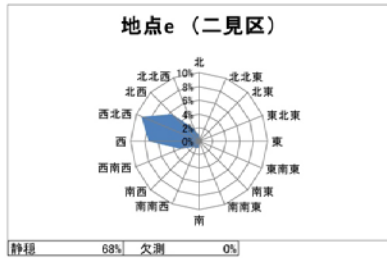 地点e （二見区）
北
北北西
北北東
北西
北東
西北西
東北東
西
東
西南西
東南東
南西
南東
南南西
南南東
南
10%
8%
6%
4%
2%
0%
静穏 68% 欠測 0%